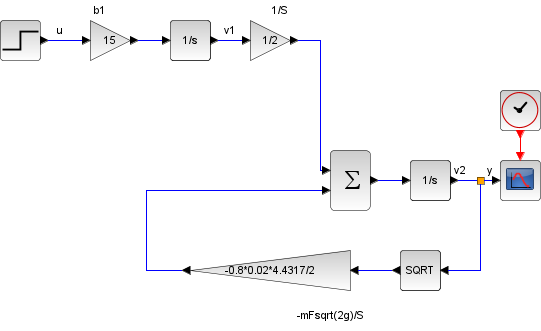 b1
1/S
u
15
1/s
v1
1/2
Σ
1/s
v2
y
-0.8*0.02*4.4317/2
SQRT
-mFsqrt(2g)/S